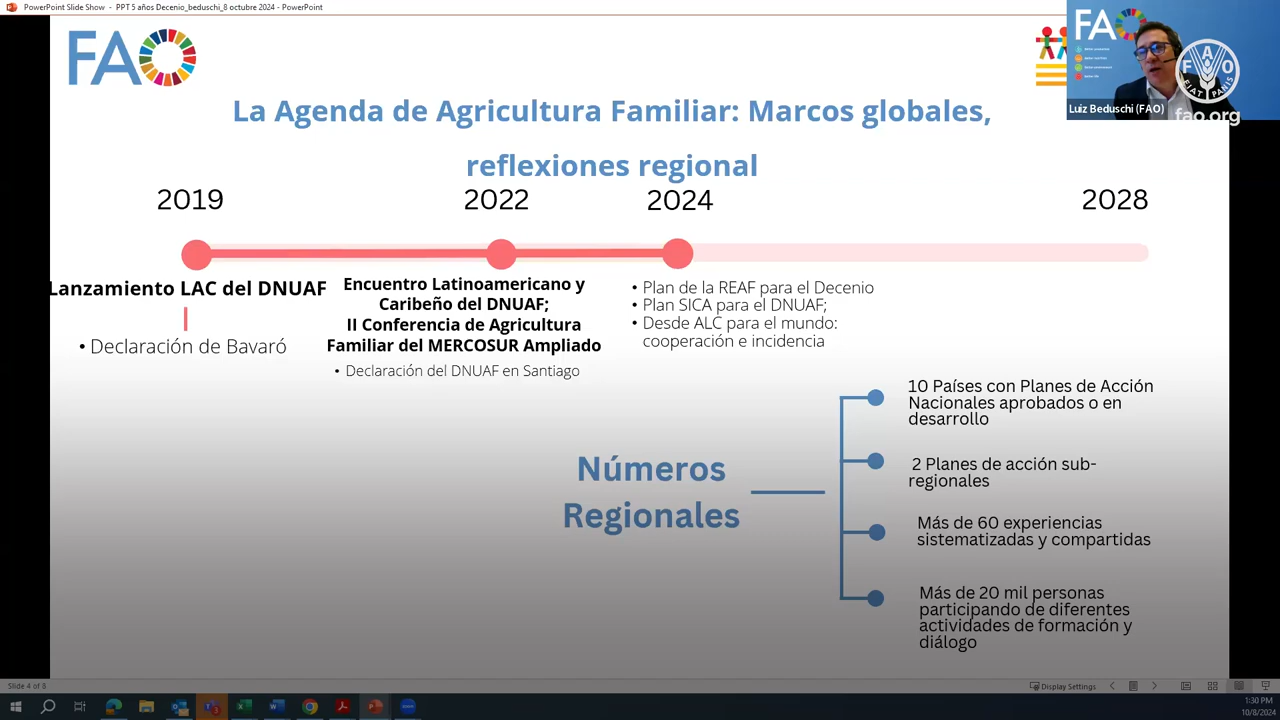 PowerPoint Slide Show - PPT 5 años Decenio_beduschi_8 octubre 2024 - PowerPoint
FAO
FAO
Luiz Beduschi (FAO)
FAO
FIAT PANIS
fao.org
La Agenda de Agricultura Familiar: Marcos globales,
reflexiones regional
2019
2022
2024
2028
Lanzamiento LAC del DNUAF
• Declaración de Bavaró
Encuentro Latinoamericano y
Caribeño del DNUAF;
II Conferencia de Agricultura
Familiar del MERCOSUR Ampliado
• Declaración del DNUAF en Santiago
• Plan de la REAF para el Decenio
• Plan SICA para el DNUAF;
• Desde ALC para el mundo:
cooperación e incidencia
Números
Regionales
10 Países con Planes de Acción
Nacionales aprobados o en
desarrollo
2 Planes de acción sub-
regionales
Más de 60 experiencias
sistematizadas y compartidas
Más de 20 mil personas
participando de diferentes
actividades de formación y
diálogo
Slide 4 of 8
Display Settings
1:30 PM
10/8/2024